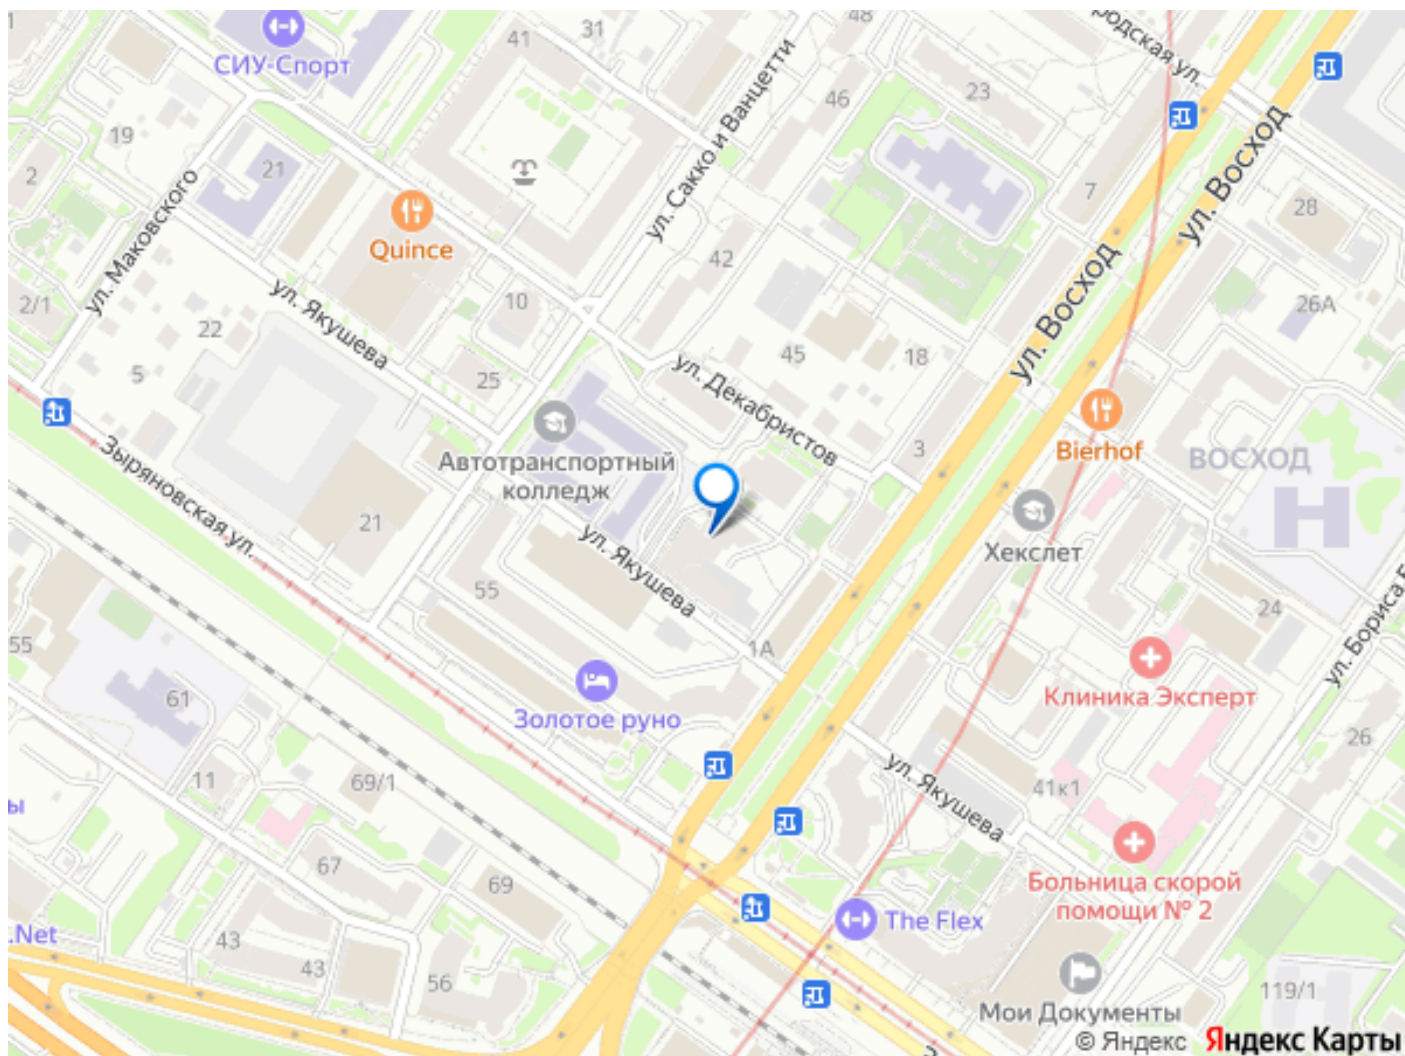 48
родская ул.
31
41
СИУ-Спорт
23
46
19
ул. Сакко и Ванцетти
ул. Восход
21
2
7
28
Quince
ул. Маковского
42
ул. Восход
26А
2/1
10
ул. Якушева
22
45
18
5
25
ул. Декабристов
3
Bierhof
ВОСХОД
Автотранспортный
колледж
Зыряновская ул.
21
Хекслет
ул. Якушева
55
24
ул. Бориса Б
55
1А
61
Клиника Эксперт
Золотое руно
26
11
69/1
ул. Якушева
41к1
ы
67
69
Больница скорой
помощи № 2
The Flex
.Net
43
43
56
119/1
Мои Документы
© Яндекс Яндекс Карты